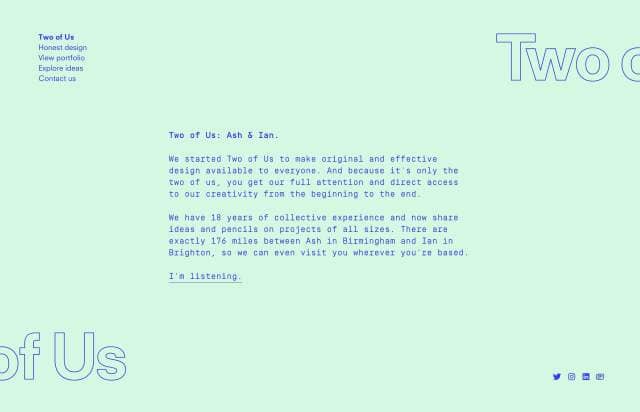 Two of Us
Honest design
View portfolio
Explore ideas
Contact us
Two o
Two of Us: Ash & Ian.
We started Two of Us to make original and effective
design available to everyone. And because it's only the
two of us, you get our full attention and direct access
to our creativity from the beginning to the end.
We have 18 years of collective experience and now share
ideas and pencils on projects of all sizes. There are
exactly 176 miles between Ash in Birmingham and Ian in
Brighton, so we can even visit you wherever you're based.
I'm listening.
of Us